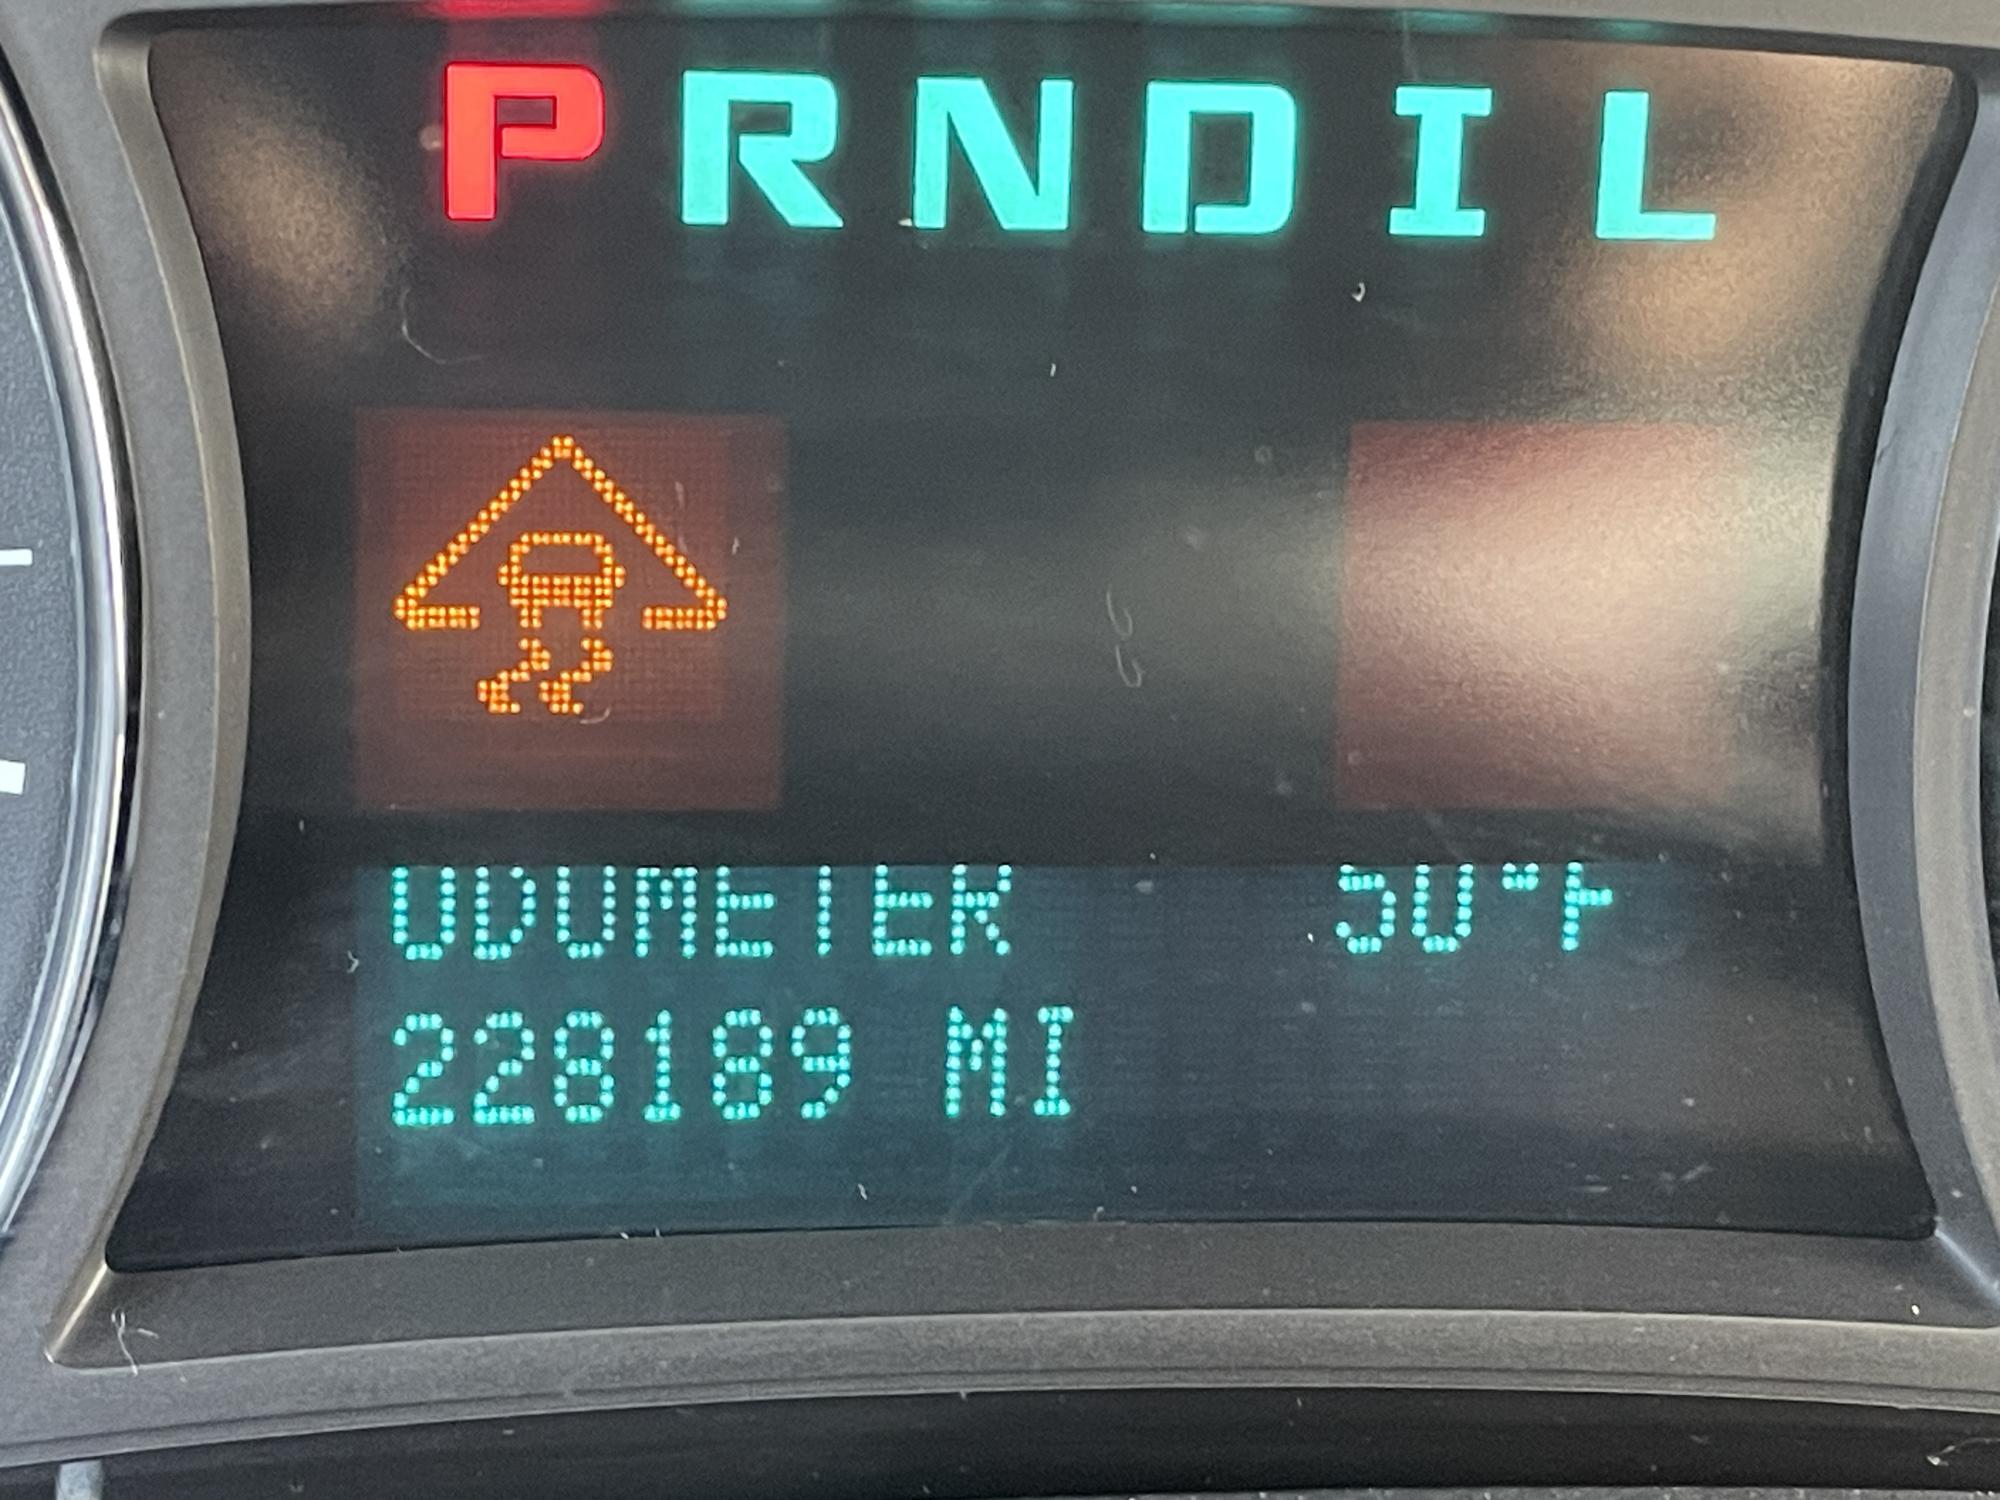 P R N D I L
ODOMETER 50°F
228189 MI